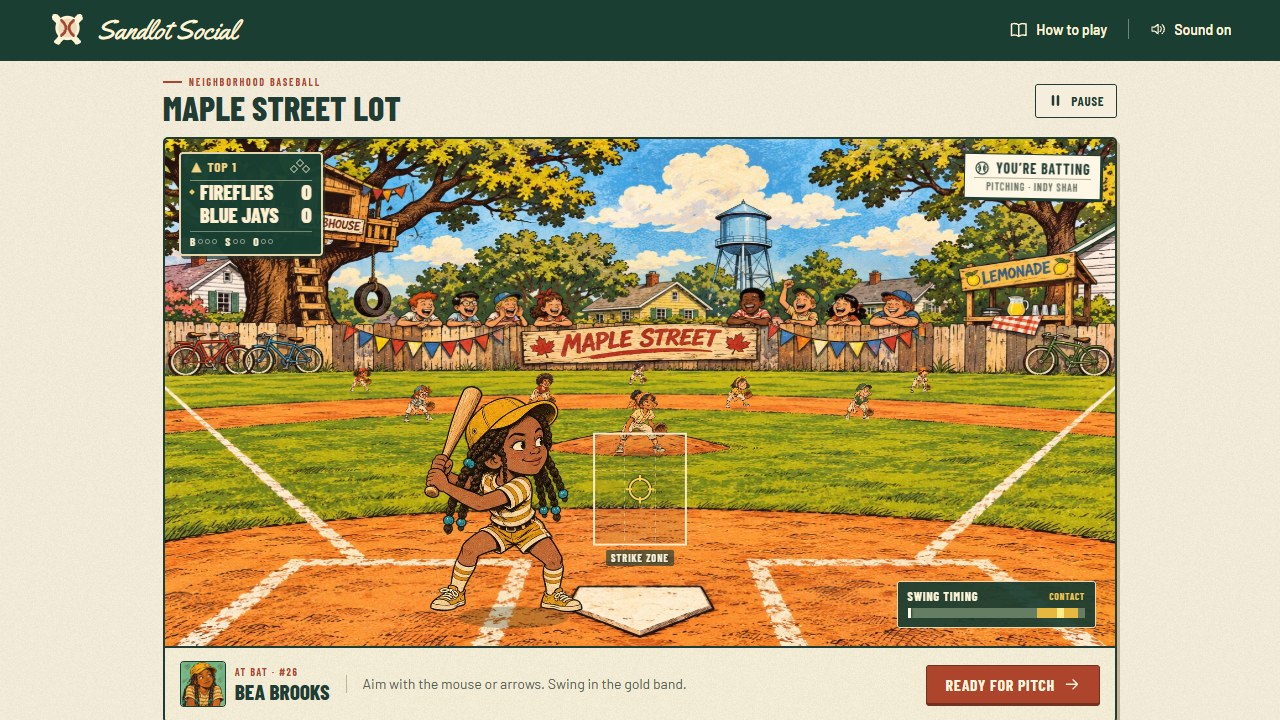 Sandlot Social
How to play
Sound on
NEIGHBORHOOD BASEBALL
MAPLE STREET LOT
PAUSE
TOP 1
FIREFLIES 0
BLUE JAYS 0
B S O
YOU'RE BATTING
PITCHING · INDY SHAH
HOUSE
LEMONADE
MAPLE STREET
STRIKE ZONE
SWING TIMING
CONTACT
AT BAT · #26
BEA BROOKS
Aim with the mouse or arrows. Swing in the gold band.
READY FOR PITCH